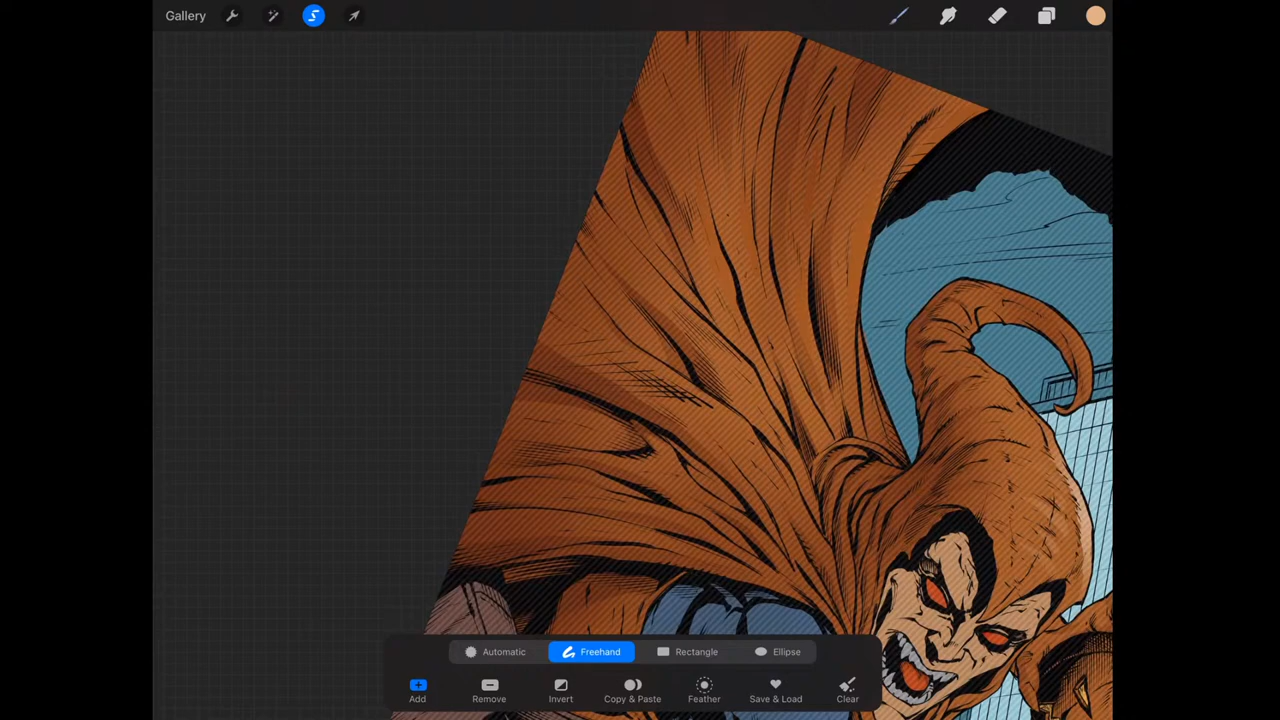 Gallery
Automatic Freehand Rectangle Ellipse
Add Remove Invert Copy & Paste Feather Save & Load Clear